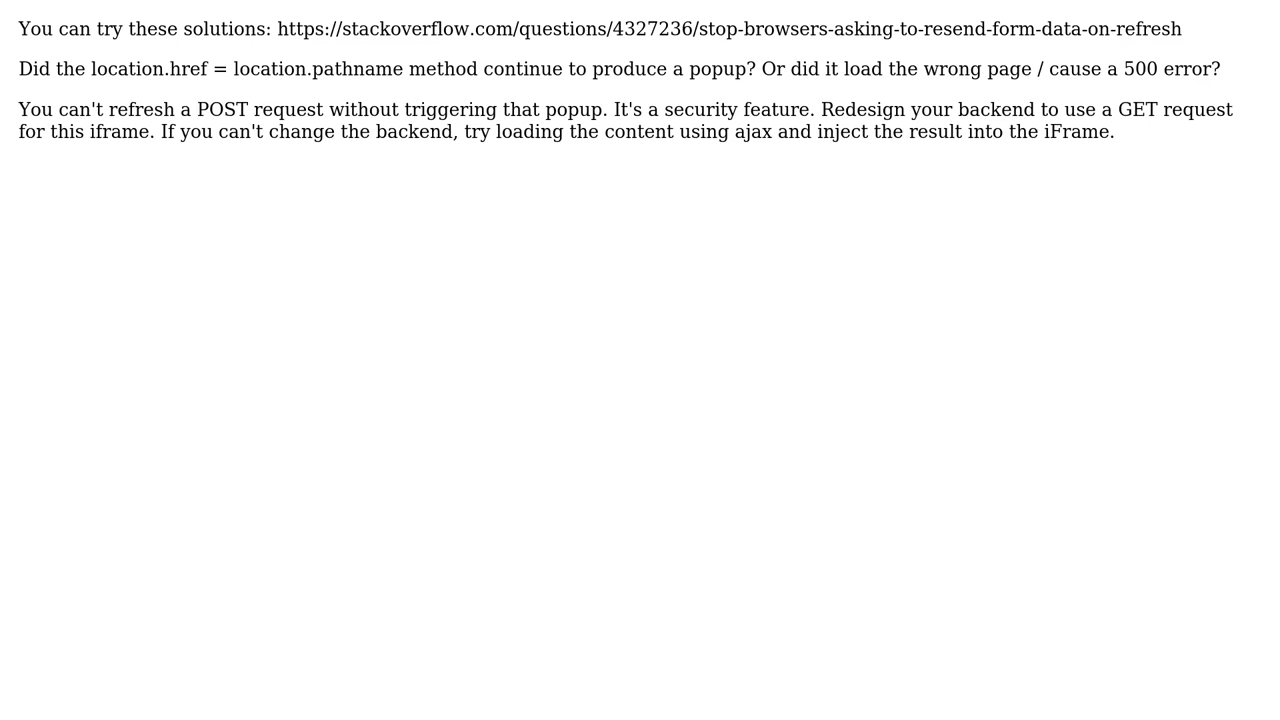 You can try these solutions: https://stackoverflow.com/questions/4327236/stop-browsers-asking-to-resend-form-data-on-refresh
Did the location.href = location.pathname method continue to produce a popup? Or did it load the wrong page / cause a 500 error?
You can't refresh a POST request without triggering that popup. It's a security feature. Redesign your backend to use a GET request
for this iframe. If you can't change the backend, try loading the content using ajax and inject the result into the iFrame.